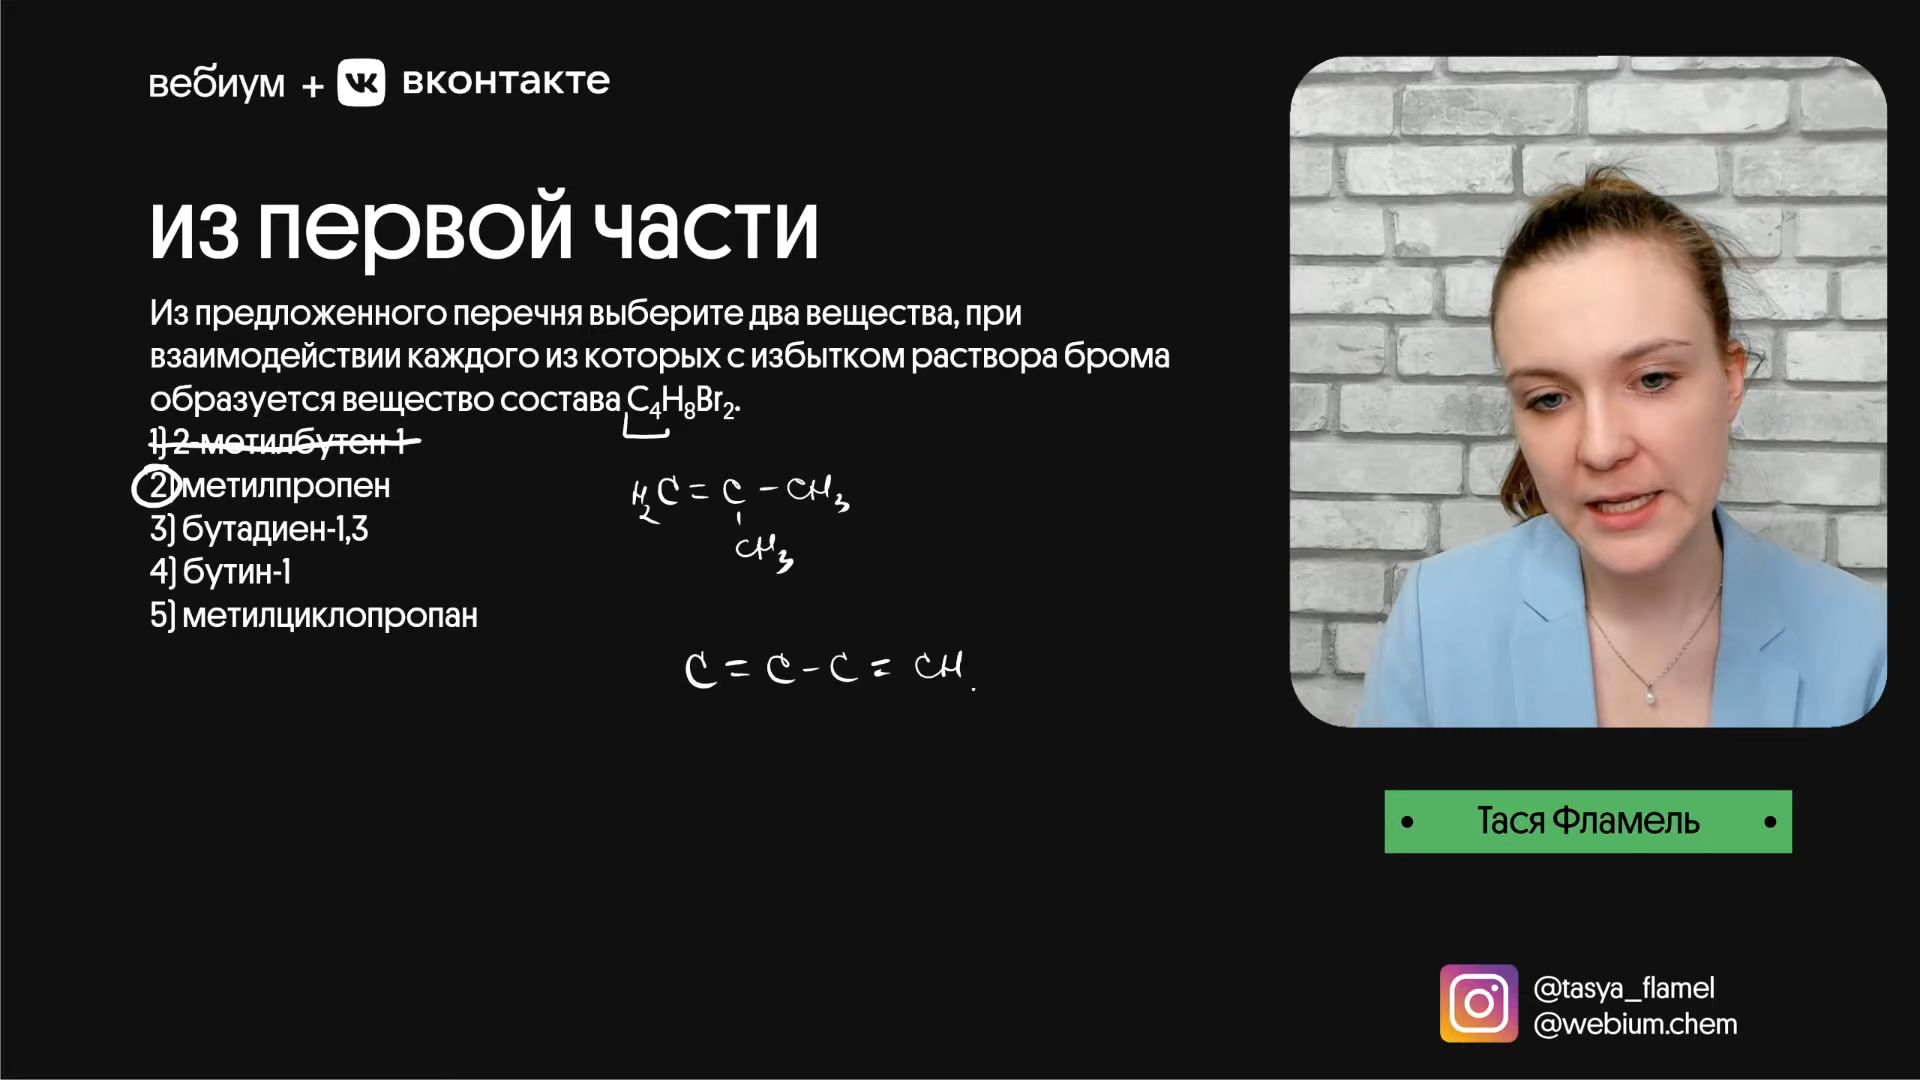 вебиум + вконтакте
из первой части
Из предложенного перечня выберите два вещества, при
взаимодействии каждого из которых с избытком раствора брома
образуется вещество состава C₄H₈Br₂.
1) 2-метилбутен-1
2) метилпропен
3) бутадиен-1,3
4) бутин-1
5) метилциклопропан
H₂C = C – CH₃
CH₃
C = C – C = CH
Тася Фламель
@tasya_flamel
@webium.chem